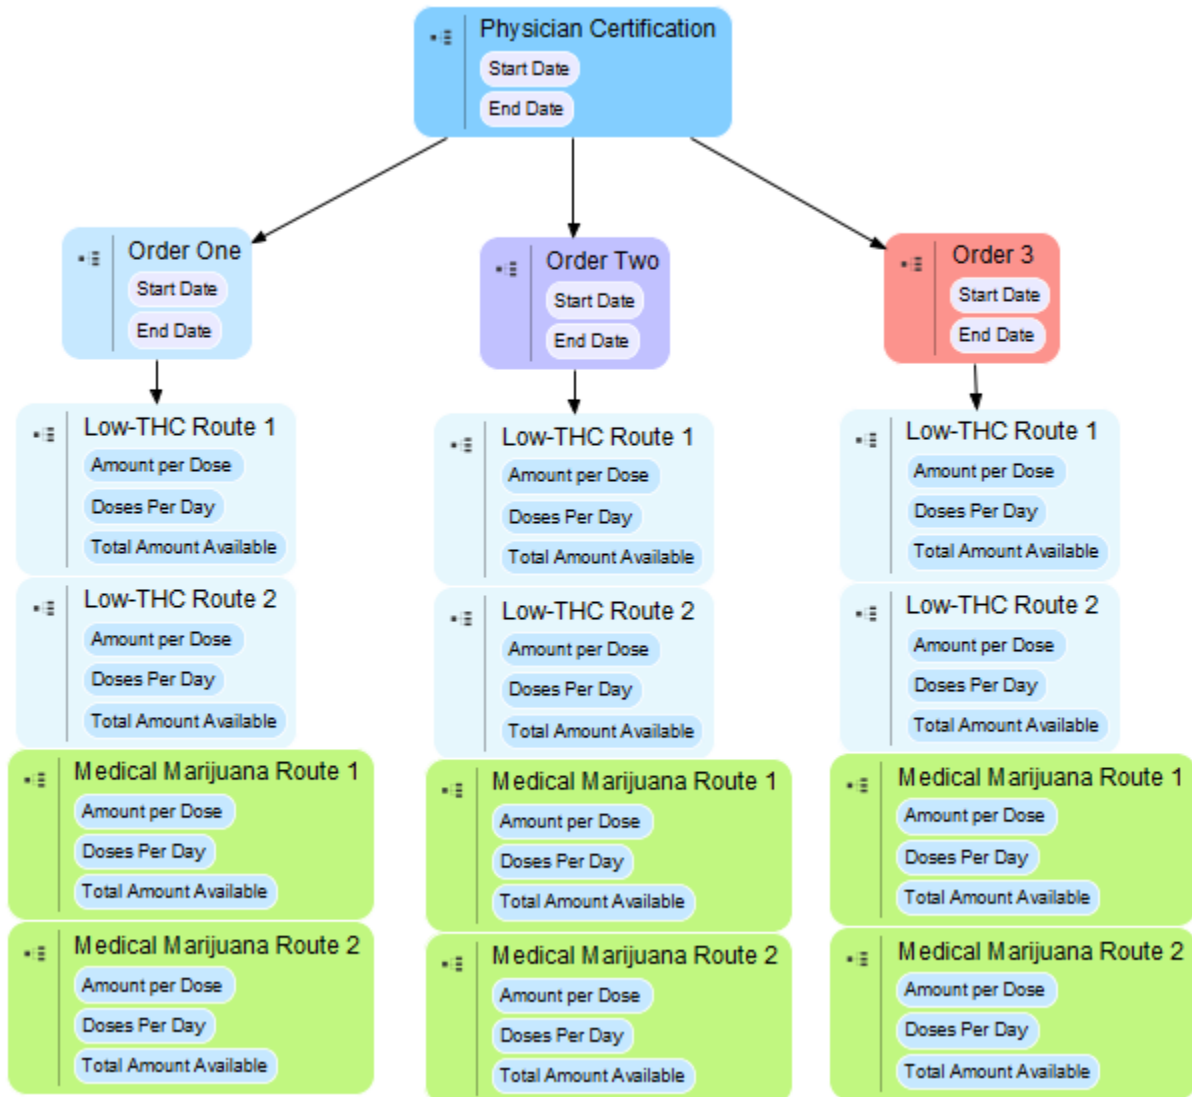 Physician Certification
Start Date
End Date
Order One
Start Date
End Date
Low-THC Route 1
Amount per Dose
Doses Per Day
Total Amount Available
Low-THC Route 2
Amount per Dose
Doses Per Day
Total Amount Available
Medical Marijuana Route 1
Amount per Dose
Doses Per Day
Total Amount Available
Medical Marijuana Route 2
Amount per Dose
Doses Per Day
Total Amount Available
Order Two
Start Date
End Date
Low-THC Route 1
Amount per Dose
Doses Per Day
Total Amount Available
Low-THC Route 2
Amount per Dose
Doses Per Day
Total Amount Available
Medical Marijuana Route 1
Amount per Dose
Doses Per Day
Total Amount Available
Medical Marijuana Route 2
Amount per Dose
Doses Per Day
Total Amount Available
Order 3
Start Date
End Date
Low-THC Route 1
Amount per Dose
Doses Per Day
Total Amount Available
Low-THC Route 2
Amount per Dose
Doses Per Day
Total Amount Available
Medical Marijuana Route 1
Amount per Dose
Doses Per Day
Total Amount Available
Medical Marijuana Route 2
Amount per Dose
Doses Per Day
Total Amount Available